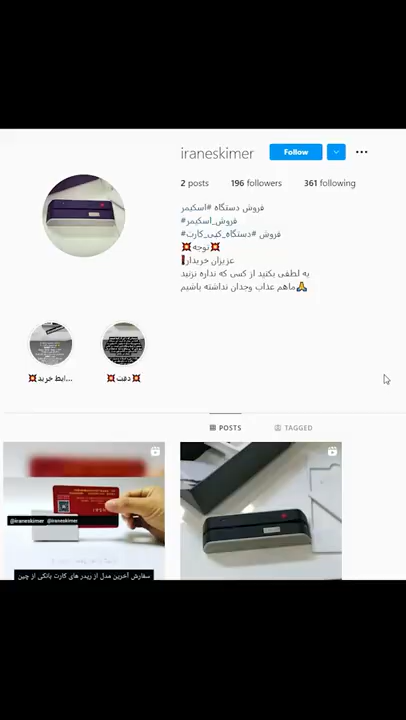 iraneskimer
Follow
2 posts 196 followers 361 following
فروش دستگاه #اسکیمر
#فروش_اسکیمر
فروش #دستگاه_کپی_کارت
💥توجه💥
عزیزان خریدار❗
یه لطفی بکنید از کسی که نداره نزنید
ماهم عذاب وجدان نداشته باشیم🙏
💥...ایط خرید
💥دقت💥
POSTS TAGGED
@iraneskimer @iraneskimer
سفارش آخرین مدل از ریدر های کارت بانکی از چین